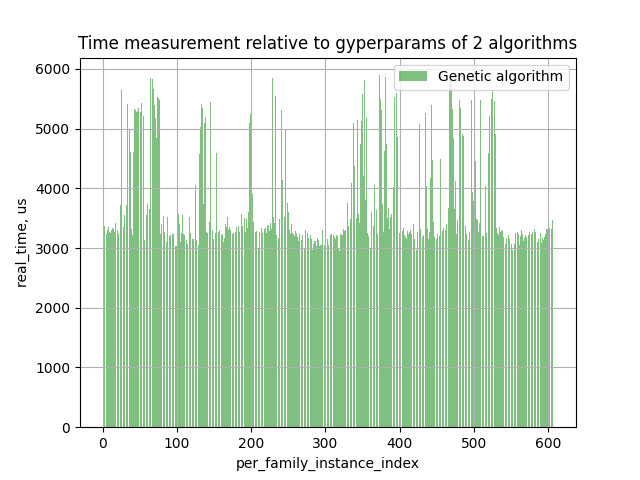 Time measurement relative to gyperparams of 2 algorithms
Genetic algorithm
real_time, us
6000
5000
4000
3000
2000
1000
0
0 100 200 300 400 500 600
per_family_instance_index